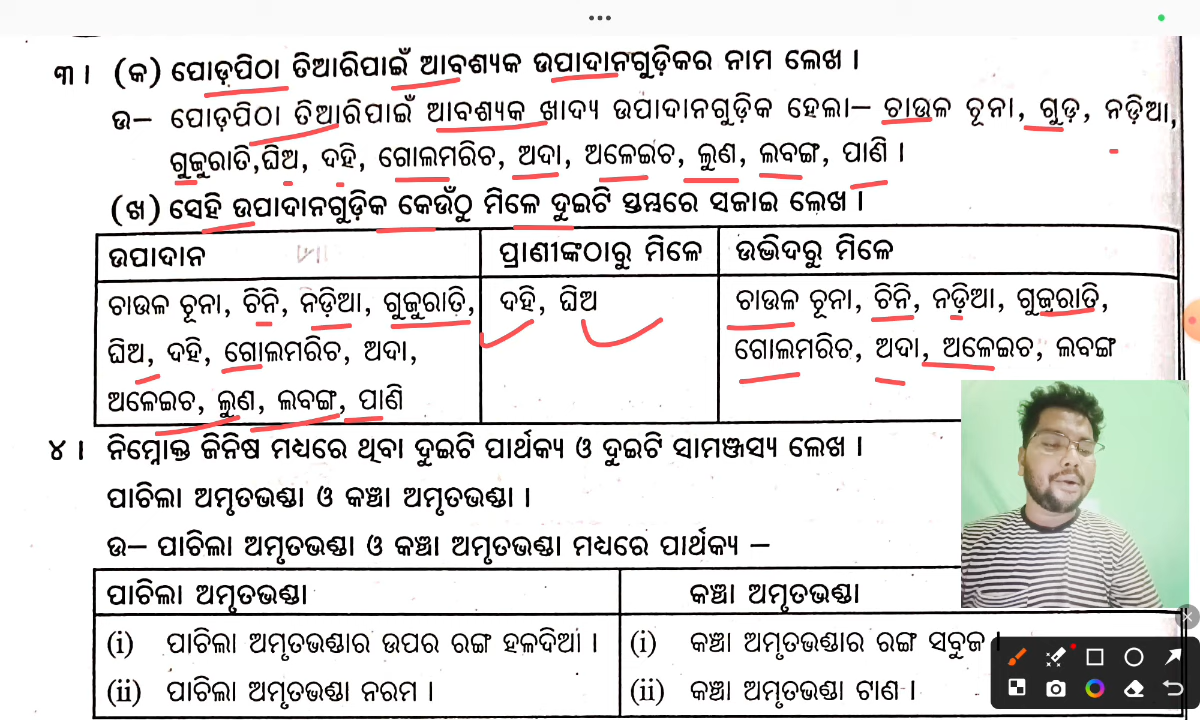 ୩। (କ) ପୋଡ଼ପିଠା ତିଆରିପାଇଁ ଆବଶ୍ୟକ ଉପାଦାନଗୁଡ଼ିକର ନାମ ଲେଖ।
ଉ– ପୋଡ଼ପିଠା ତିଆରିପାଇଁ ଆବଶ୍ୟକ ଖାଦ୍ୟ ଉପାଦାନଗୁଡ଼ିକ ହେଲା– ଚାଉଳ ଚୂନା, ଗୁଡ଼, ନଡ଼ିଆ,
ଗୁଜୁରାତି,ଘିଅ, ଦହି, ଗୋଲମରିଚ, ଅଦା, ଅଳେଇଚ, ଲୁଣ, ଲବଙ୍ଗ, ପାଣି।
(ଖ) ସେହି ଉପାଦାନଗୁଡ଼ିକ କେଉଁଠୁ ମିଳେ ଦୁଇଟି ସ୍ତମ୍ଭରେ ସଜାଇ ଲେଖ।
ଉପାଦାନ ପ୍ରାଣୀଙ୍କଠାରୁ ମିଳେ ଉଦ୍ଭିଦରୁ ମିଳେ
ଚାଉଳ ଚୂନା, ଚିନି, ନଡ଼ିଆ, ଗୁଜୁରାତି, ଦହି, ଘିଅ ଚାଉଳ ଚୂନା, ଚିନି, ନଡ଼ିଆ, ଗୁଜୁରାତି,
ଘିଅ, ଦହି, ଗୋଲମରିଚ, ଅଦା, ଗୋଲମରିଚ, ଅଦା, ଅଳେଇଚ, ଲବଙ୍ଗ
ଅଳେଇଚ, ଲୁଣ, ଲବଙ୍ଗ, ପାଣି
୪। ନିମ୍ନୋକ୍ତ ଜିନିଷ ମଧ୍ୟରେ ଥିବା ଦୁଇଟି ପାର୍ଥକ୍ୟ ଓ ଦୁଇଟି ସାମଞ୍ଜସ୍ୟ ଲେଖ।
ପାଚିଲା ଅମୃତଭଣ୍ଡା ଓ କଞ୍ଚା ଅମୃତଭଣ୍ଡା।
ଉ– ପାଚିଲା ଅମୃତଭଣ୍ଡା ଓ କଞ୍ଚା ଅମୃତଭଣ୍ଡା ମଧ୍ୟରେ ପାର୍ଥକ୍ୟ –
ପାଚିଲା ଅମୃତଭଣ୍ଡା କଞ୍ଚା ଅମୃତଭଣ୍ଡା
(i) ପାଚିଲା ଅମୃତଭଣ୍ଡାର ଉପର ରଙ୍ଗ ହଳଦିଆ। (i) କଞ୍ଚା ଅମୃତଭଣ୍ଡାର ରଙ୍ଗ ସବୁଜ।
(ii) ପାଚିଲା ଅମୃତଭଣ୍ଡା ନରମ। (ii) କଞ୍ଚା ଅମୃତଭଣ୍ଡା ଟାଣ।